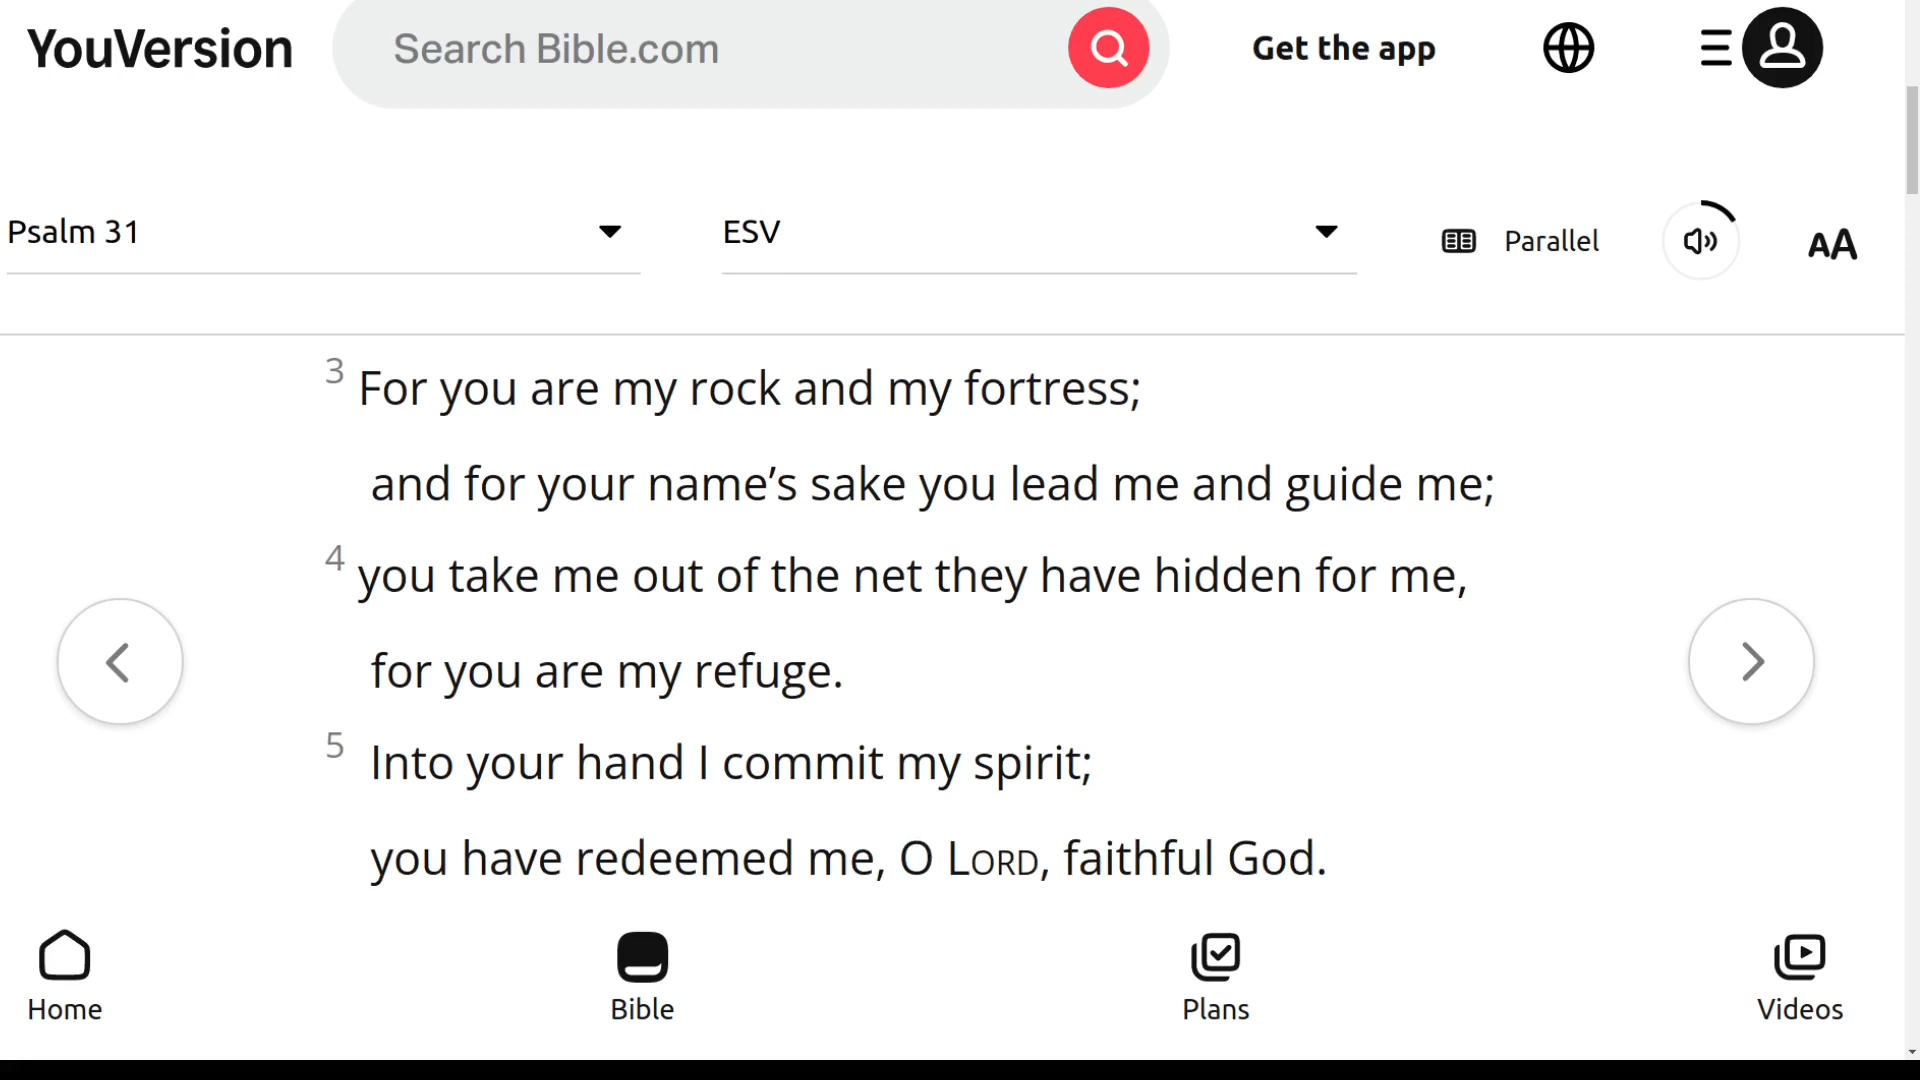 YouVersion
Search Bible.com
Get the app
Psalm 31
ESV
Parallel
AA
3 For you are my rock and my fortress;
and for your name’s sake you lead me and guide me;
4 you take me out of the net they have hidden for me,
for you are my refuge.
5 Into your hand I commit my spirit;
you have redeemed me, O LORD, faithful God.
Home
Bible
Plans
Videos